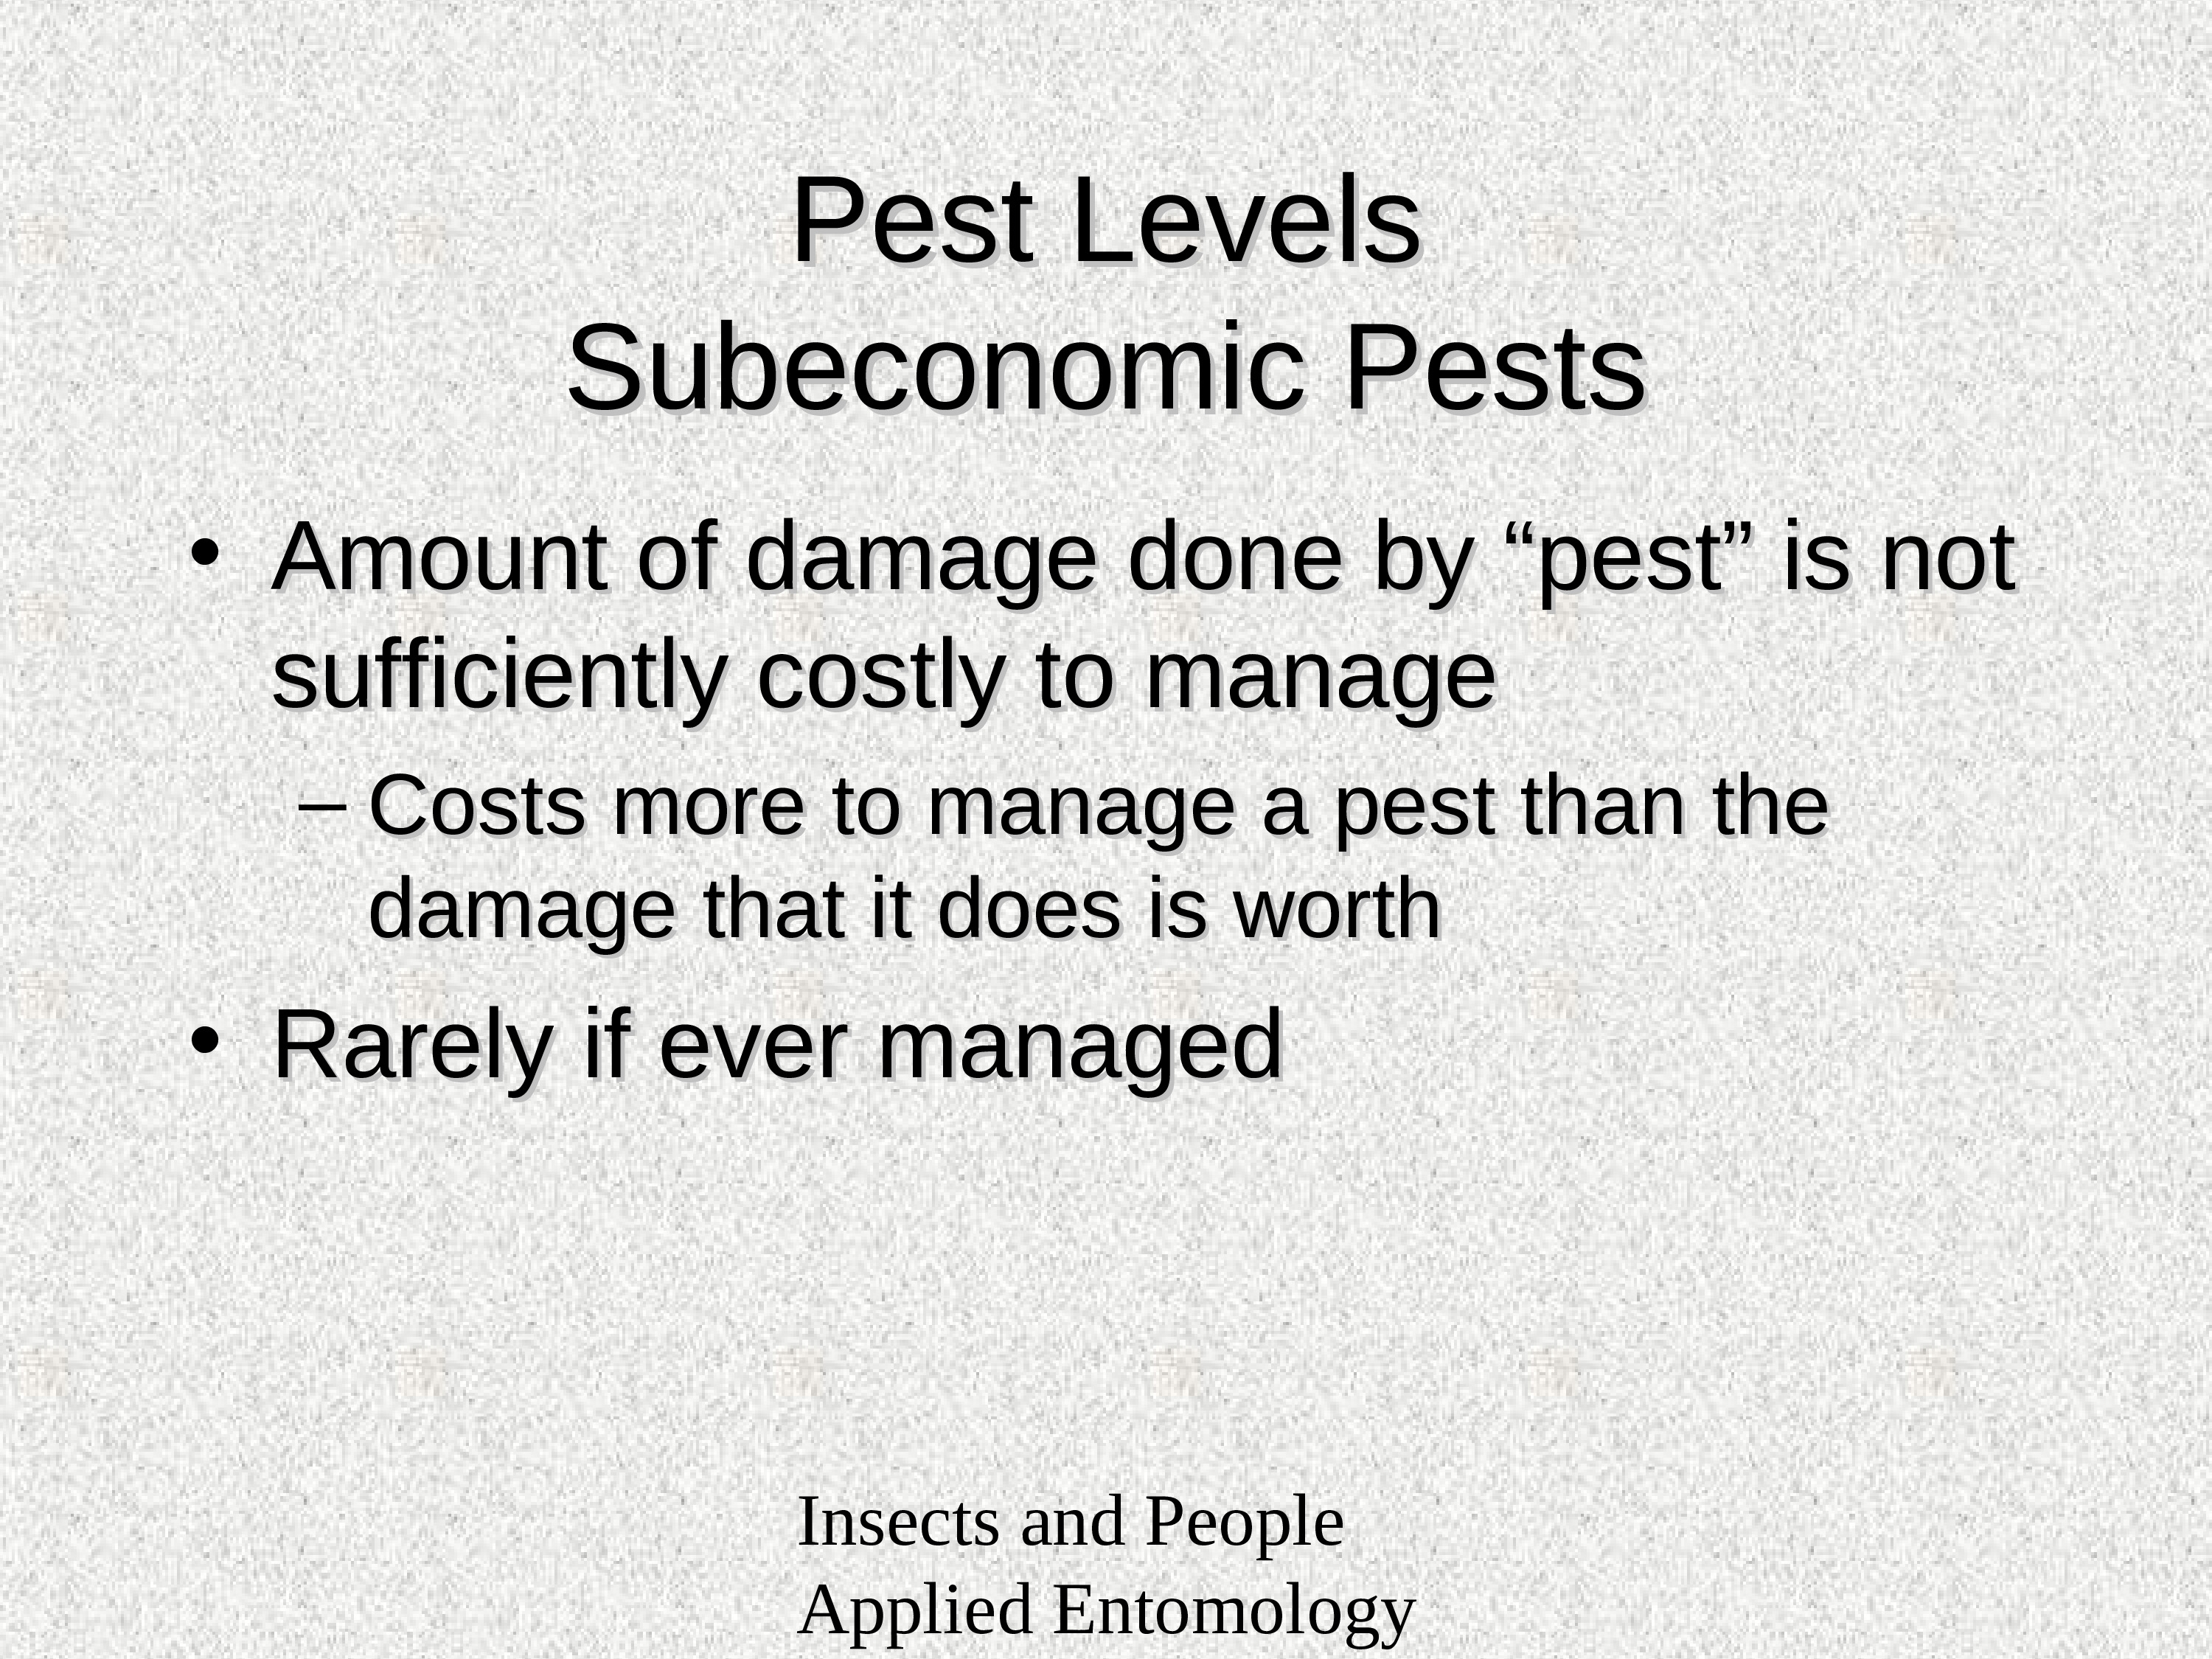 Pest Levels
Subeconomic Pests
• Amount of damage done by “pest” is not
sufficiently costly to manage
– Costs more to manage a pest than the
damage that it does is worth
• Rarely if ever managed
Insects and People
Applied Entomology